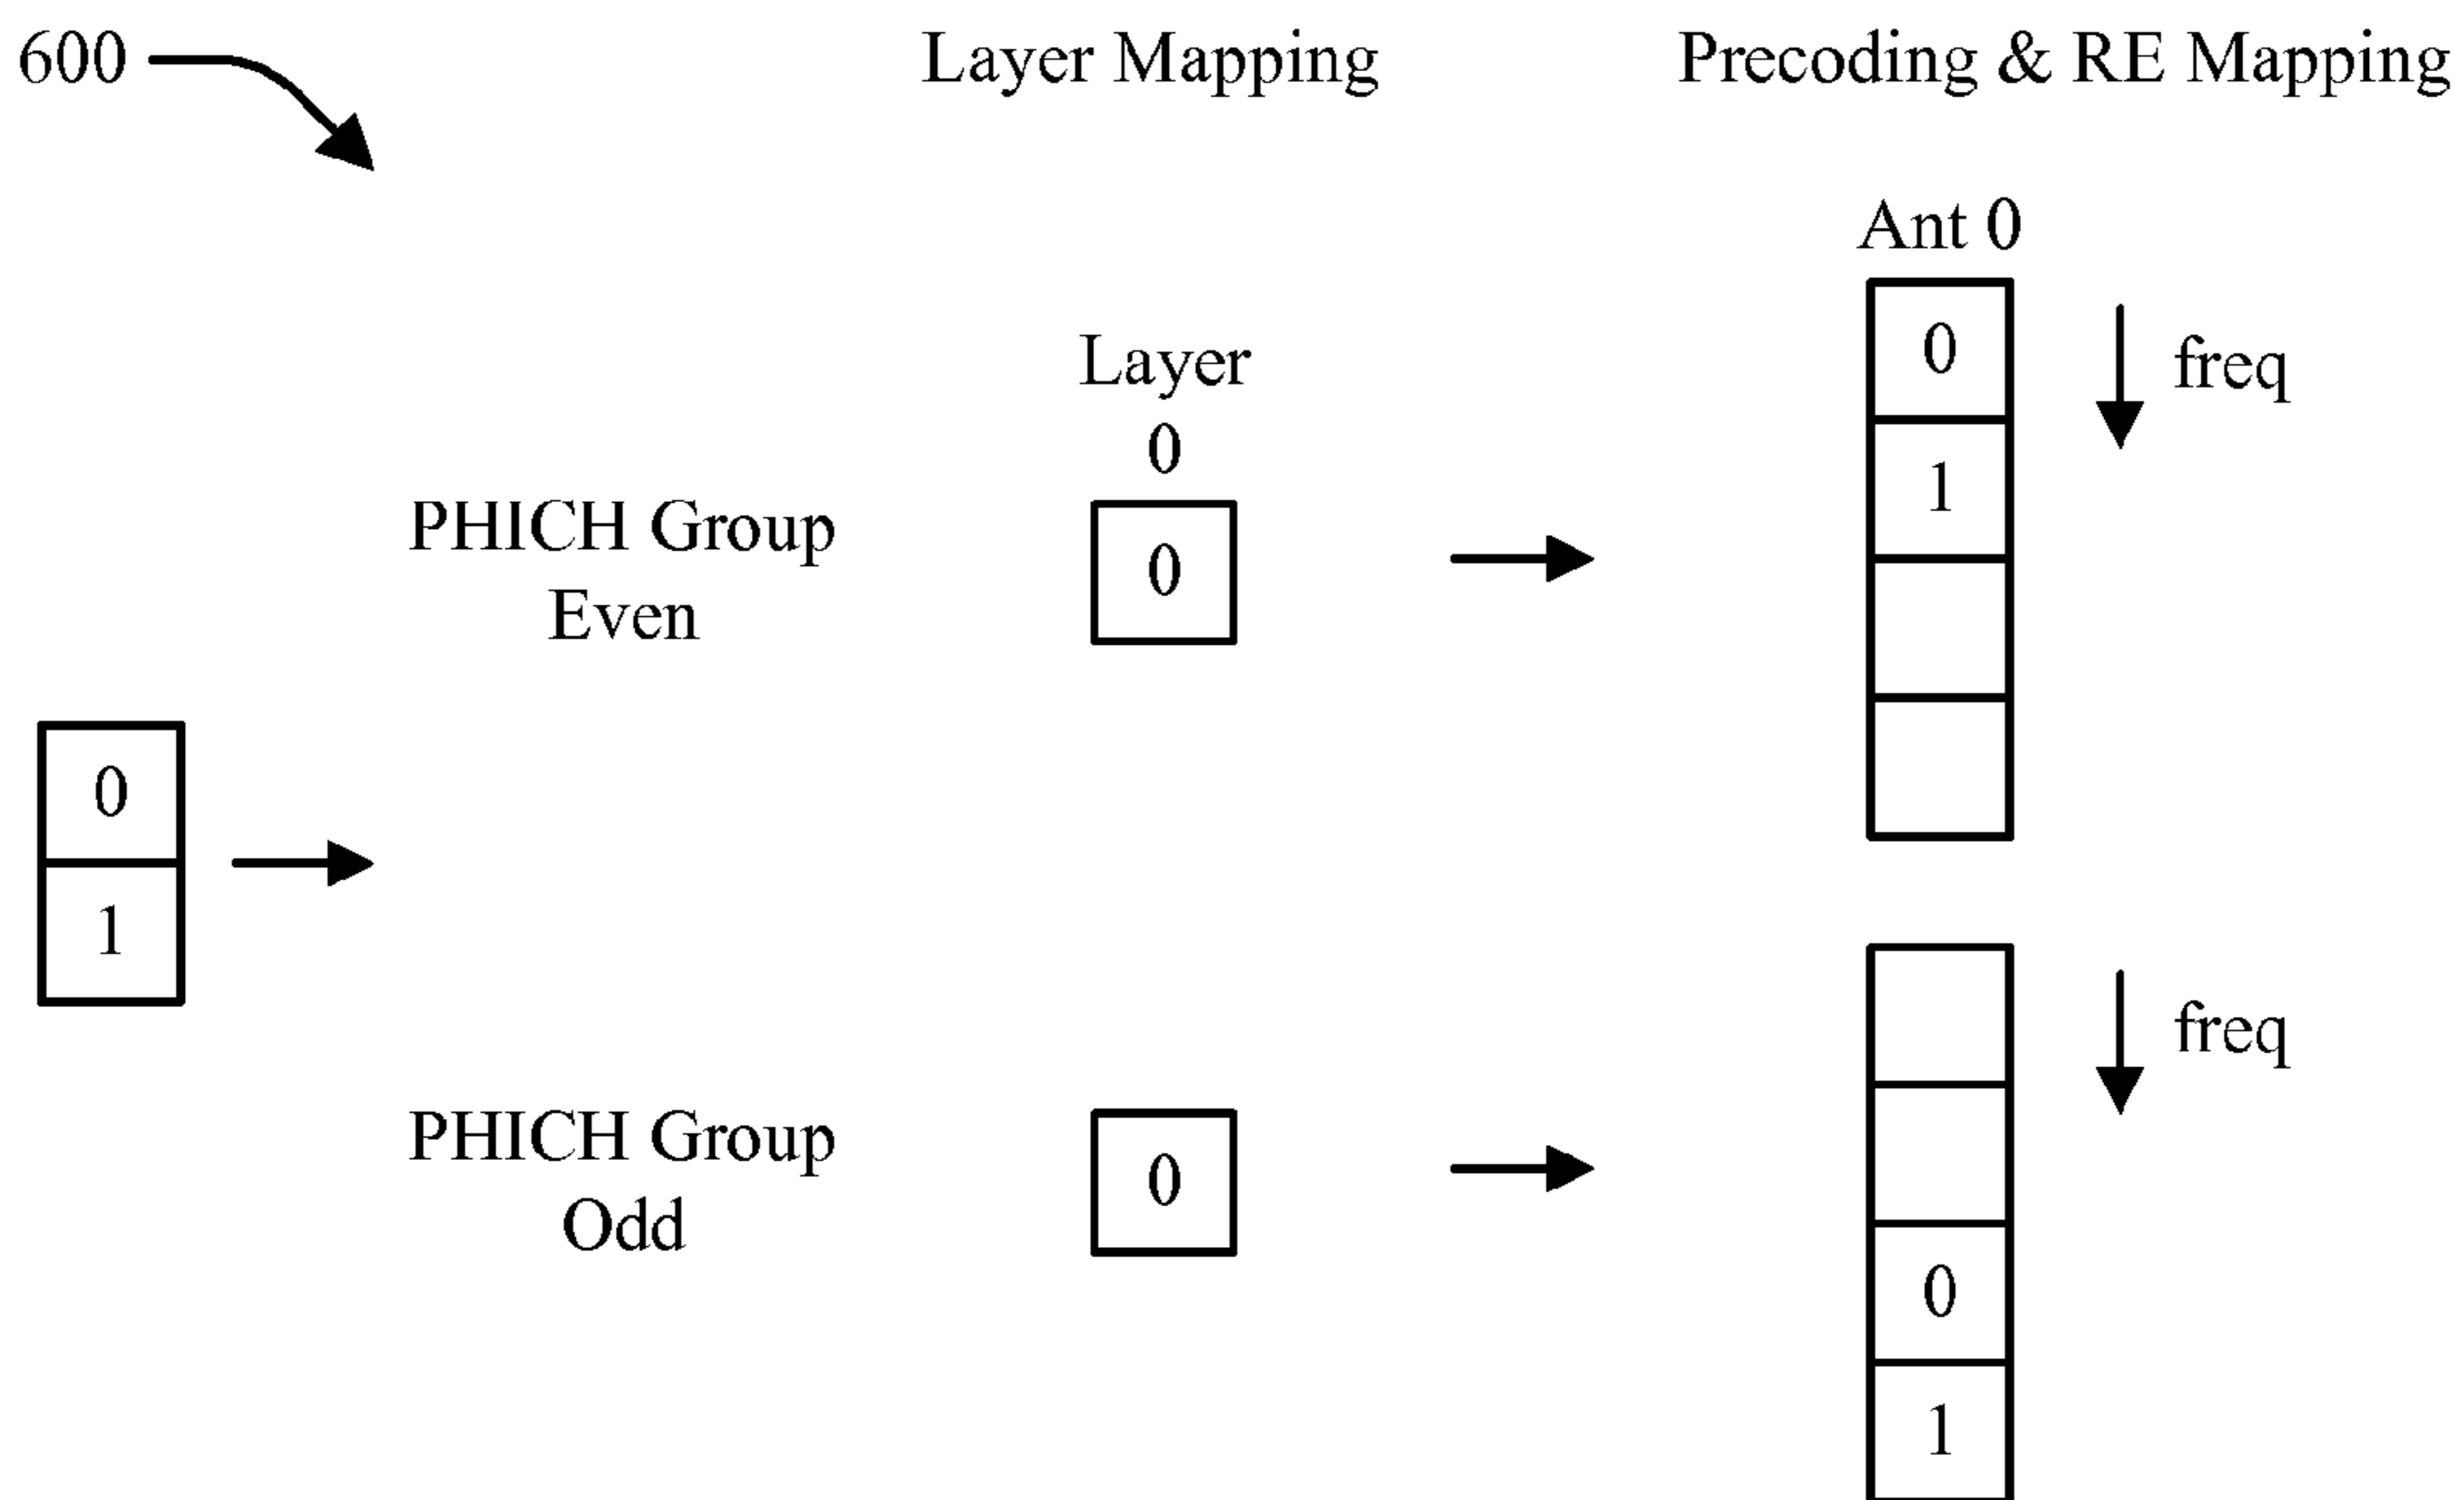 600
Layer Mapping
Precoding & RE Mapping
Ant 0
0
1
freq
Layer
0
PHICH Group
Even
0
0
1
PHICH Group
Odd
0
freq
0
1